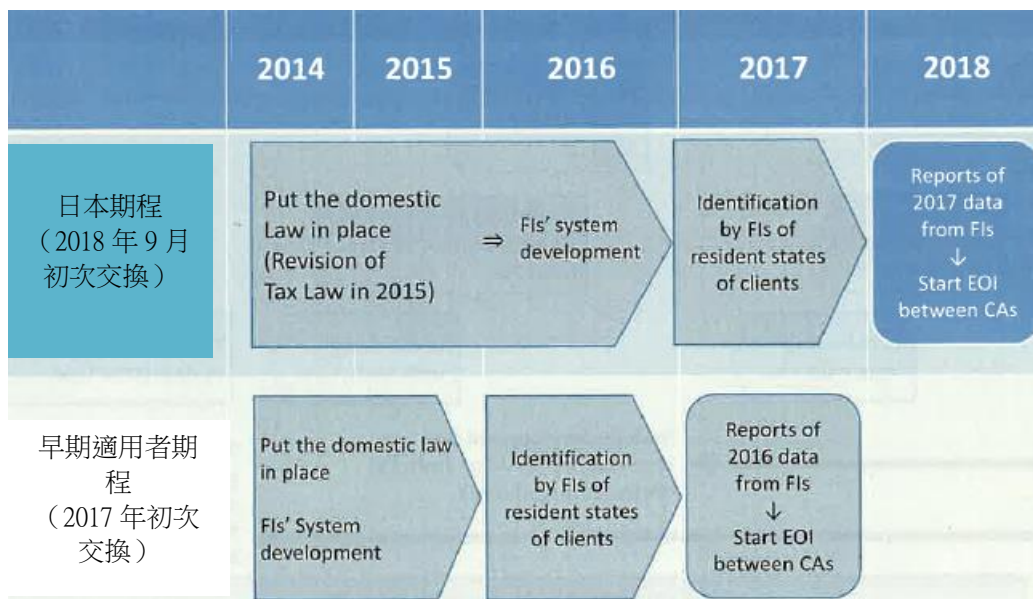 2014 2015 2016 2017 2018
日本期程
（2018 年 9 月
初次交換）
Put the domestic
Law in place
(Revision of
Tax Law in 2015)
⇒ FIs' system
development
Identification
by FIs of
resident states
of clients
Reports of
2017 data
from FIs
↓
Start EOI
between CAs
早期適用者期
程
（2017 年初次
交換）
Put the domestic law
in place
FIs' System
development
Identification
by FIs of
resident states
of clients
Reports of
2016 data
from FIs
↓
Start EOI
between CAs